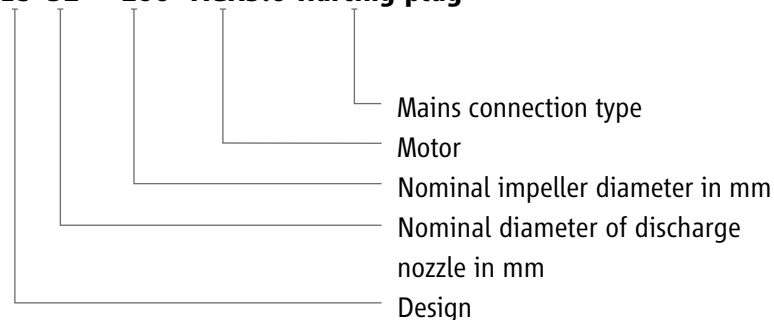 Mains connection type
Motor
Nominal impeller diameter in mm
Nominal diameter of discharge
nozzle in mm
Design